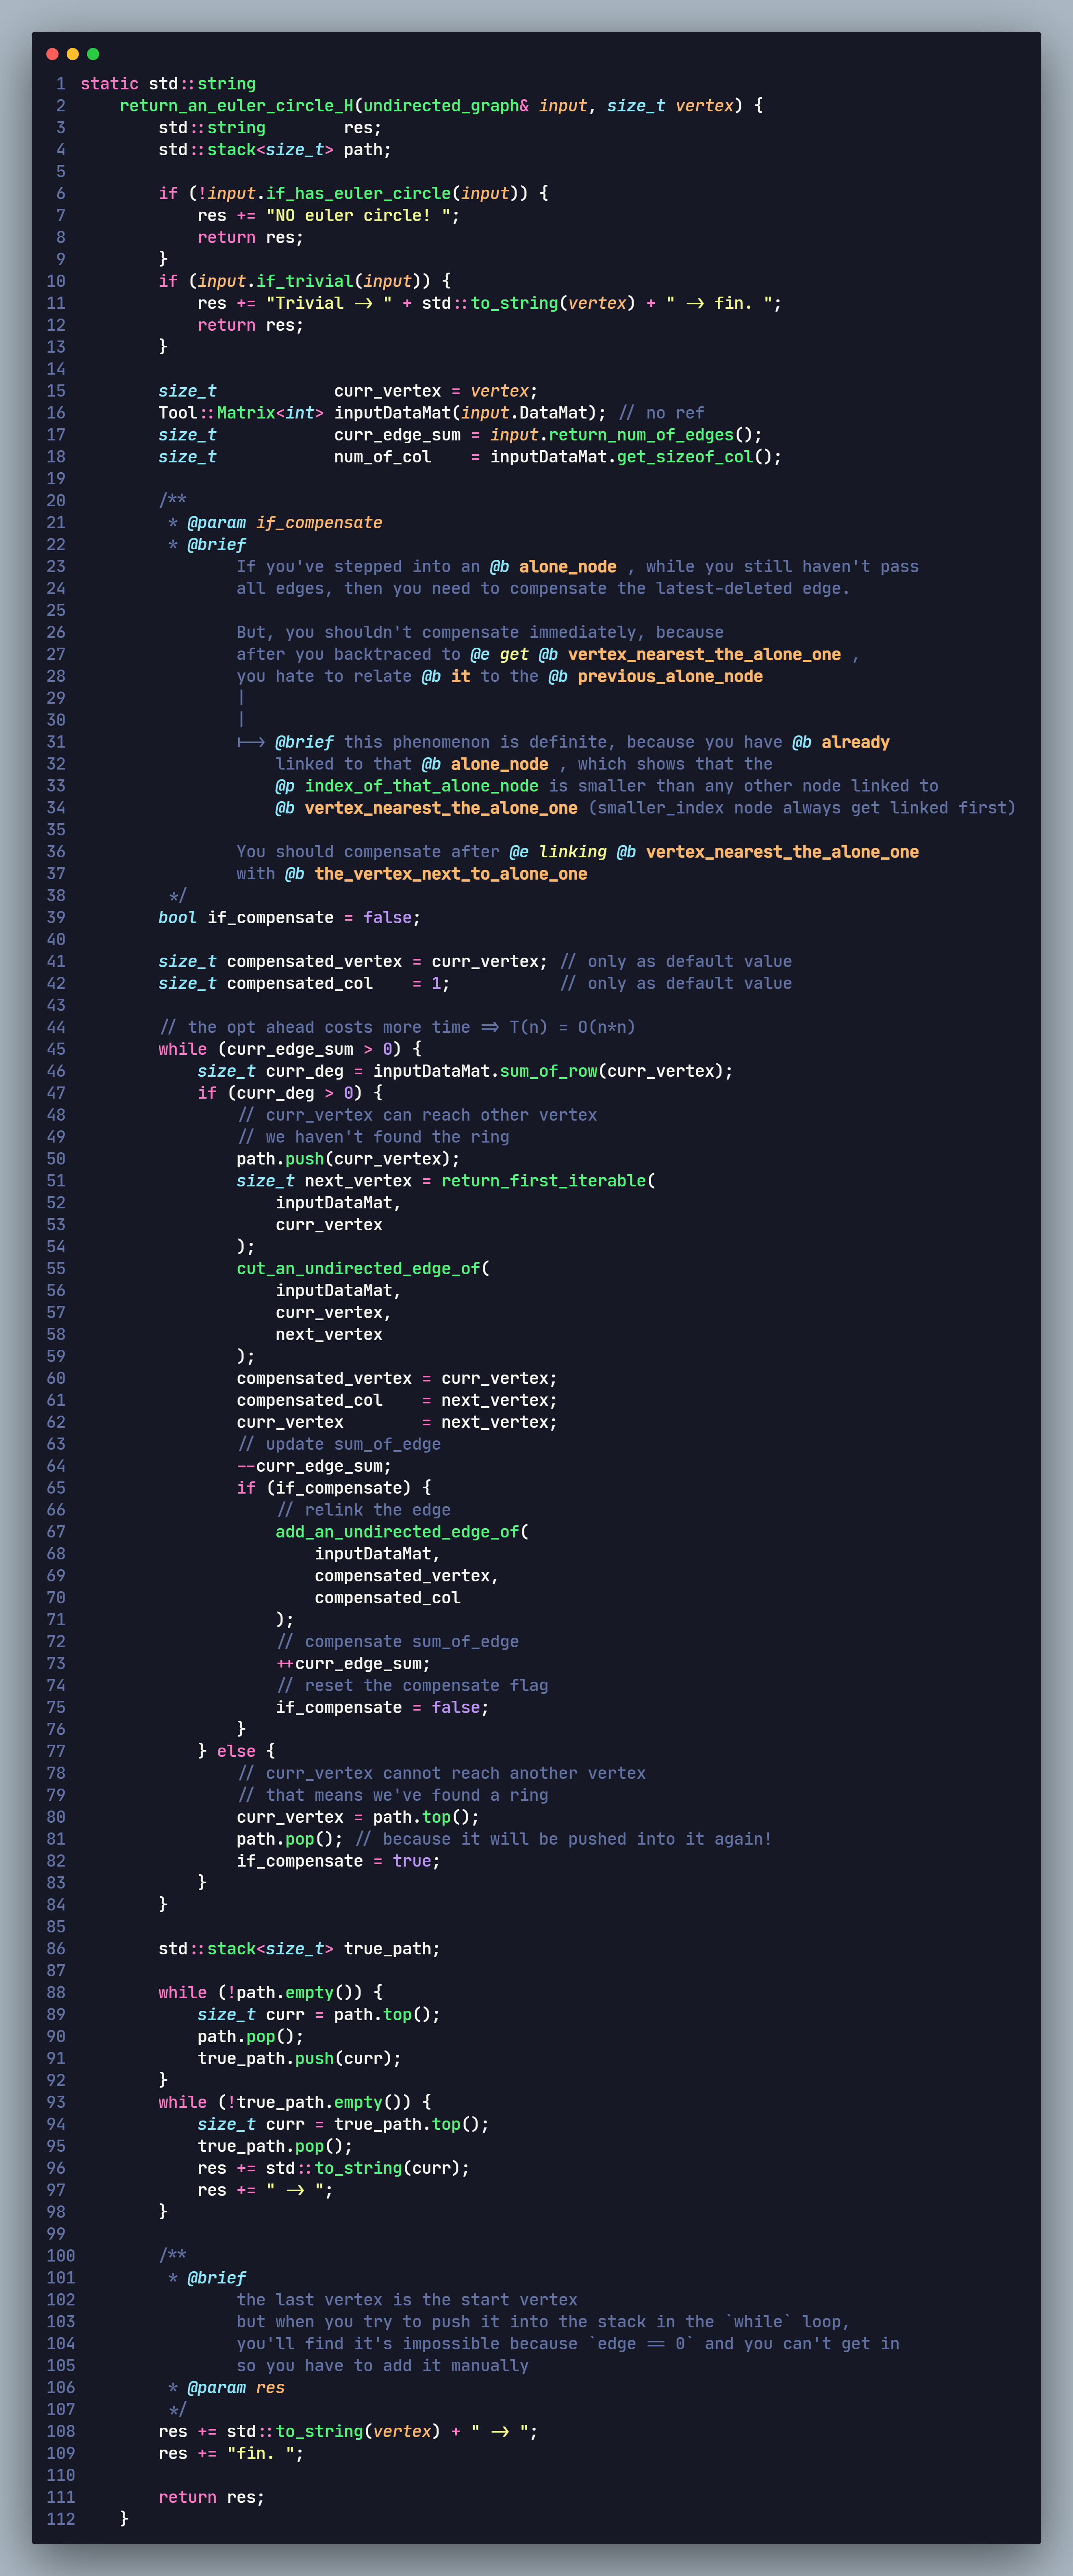 1 static std::string
2     return_an_euler_circle_H(undirected_graph& input, size_t vertex) {
3         std::string        res;
4         std::stack<size_t> path;
5
6         if (!input.if_has_euler_circle(input)) {
7             res += "NO euler circle! ";
8             return res;
9         }
10         if (input.if_trivial(input)) {
11             res += "Trivial -> " + std::to_string(vertex) + " -> fin. ";
12             return res;
13         }
14
15         size_t            curr_vertex = vertex;
16         Tool::Matrix<int> inputDataMat(input.DataMat); // no ref
17         size_t            curr_edge_sum = input.return_num_of_edges();
18         size_t            num_of_col    = inputDataMat.get_sizeof_col();
19
20         /**
21          * @param if_compensate
22          * @brief
23                 If you've stepped into an @b alone_node , while you still haven't pass
24                 all edges, then you need to compensate the latest-deleted edge.
25
26                 But, you shouldn't compensate immediately, because
27                 after you backtraced to @e get @b vertex_nearest_the_alone_one ,
28                 you hate to relate @b it to the @b previous_alone_node
29                 |
30                 |
31                 |--> @brief this phenomenon is definite, because you have @b already
32                     linked to that @b alone_node , which shows that the
33                     @p index_of_that_alone_node is smaller than any other node linked to
34                     @b vertex_nearest_the_alone_one (smaller_index node always get linked first)
35
36                 You should compensate after @e linking @b vertex_nearest_the_alone_one
37                 with @b the_vertex_next_to_alone_one
38          */
39         bool if_compensate = false;
40
41         size_t compensated_vertex = curr_vertex; // only as default value
42         size_t compensated_col    = 1;           // only as default value
43
44         // the opt ahead costs more time => T(n) = O(n*n)
45         while (curr_edge_sum > 0) {
46             size_t curr_deg = inputDataMat.sum_of_row(curr_vertex);
47             if (curr_deg > 0) {
48                 // curr_vertex can reach other vertex
49                 // we haven't found the ring
50                 path.push(curr_vertex);
51                 size_t next_vertex = return_first_iterable(
52                     inputDataMat,
53                     curr_vertex
54                 );
55                 cut_an_undirected_edge_of(
56                     inputDataMat,
57                     curr_vertex,
58                     next_vertex
59                 );
60                 compensated_vertex = curr_vertex;
61                 compensated_col    = next_vertex;
62                 curr_vertex        = next_vertex;
63                 // update sum_of_edge
64                 --curr_edge_sum;
65                 if (if_compensate) {
66                     // relink the edge
67                     add_an_undirected_edge_of(
68                         inputDataMat,
69                         compensated_vertex,
70                         compensated_col
71                     );
72                     // compensate sum_of_edge
73                     ++curr_edge_sum;
74                     // reset the compensate flag
75                     if_compensate = false;
76                 }
77             } else {
78                 // curr_vertex cannot reach another vertex
79                 // that means we've found a ring
80                 curr_vertex = path.top();
81                 path.pop(); // because it will be pushed into it again!
82                 if_compensate = true;
83             }
84         }
85
86         std::stack<size_t> true_path;
87
88         while (!path.empty()) {
89             size_t curr = path.top();
90             path.pop();
91             true_path.push(curr);
92         }
93         while (!true_path.empty()) {
94             size_t curr = true_path.top();
95             true_path.pop();
96             res += std::to_string(curr);
97             res += " -> ";
98         }
99
100         /**
101          * @brief
102                 the last vertex is the start vertex
103                 but when you try to push it into the stack in the `while` loop,
104                 you'll find it's impossible because `edge == 0` and you can't get in
105                 so you have to add it manually
106          * @param res
107          */
108         res += std::to_string(vertex) + " -> ";
109         res += "fin. ";
110
111         return res;
112     }